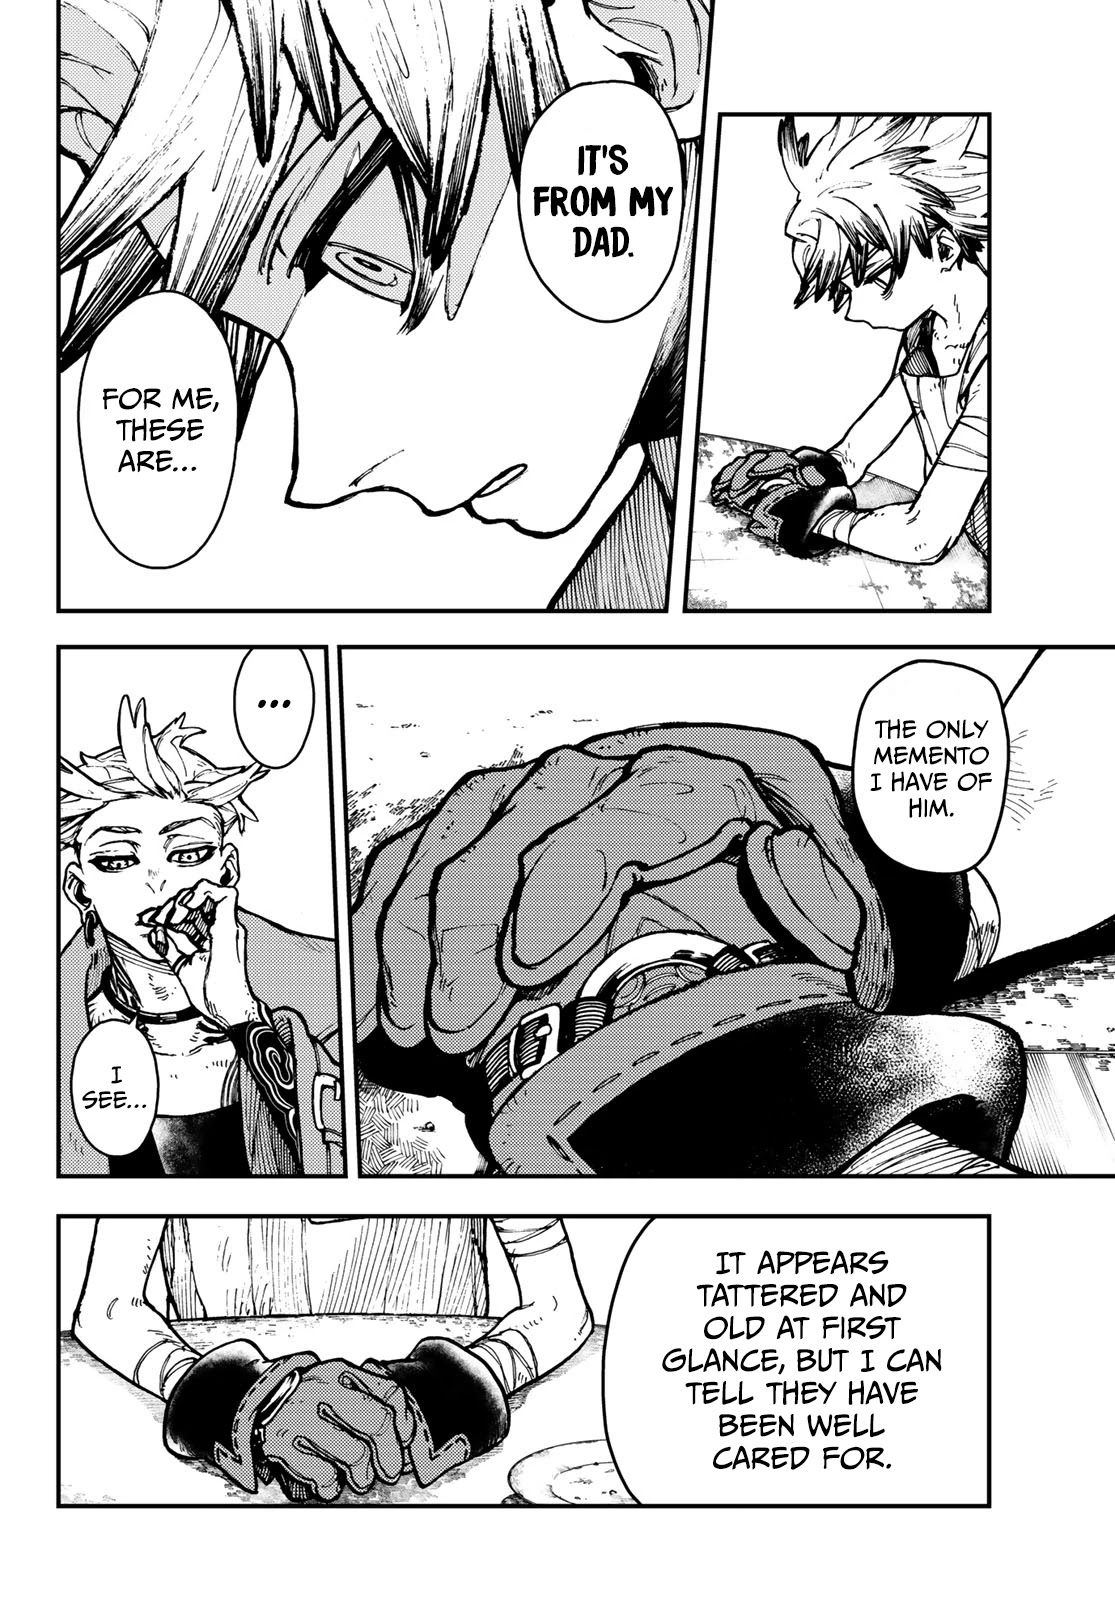 IT'S
FROM MY
DAD.
FOR ME,
THESE
ARE...
THE ONLY
MEMENTO
I HAVE OF
HIM.
...
I
SEE...
IT APPEARS
TATTERED AND
OLD AT FIRST
GLANCE, BUT I CAN
TELL THEY HAVE
BEEN WELL
CARED FOR.